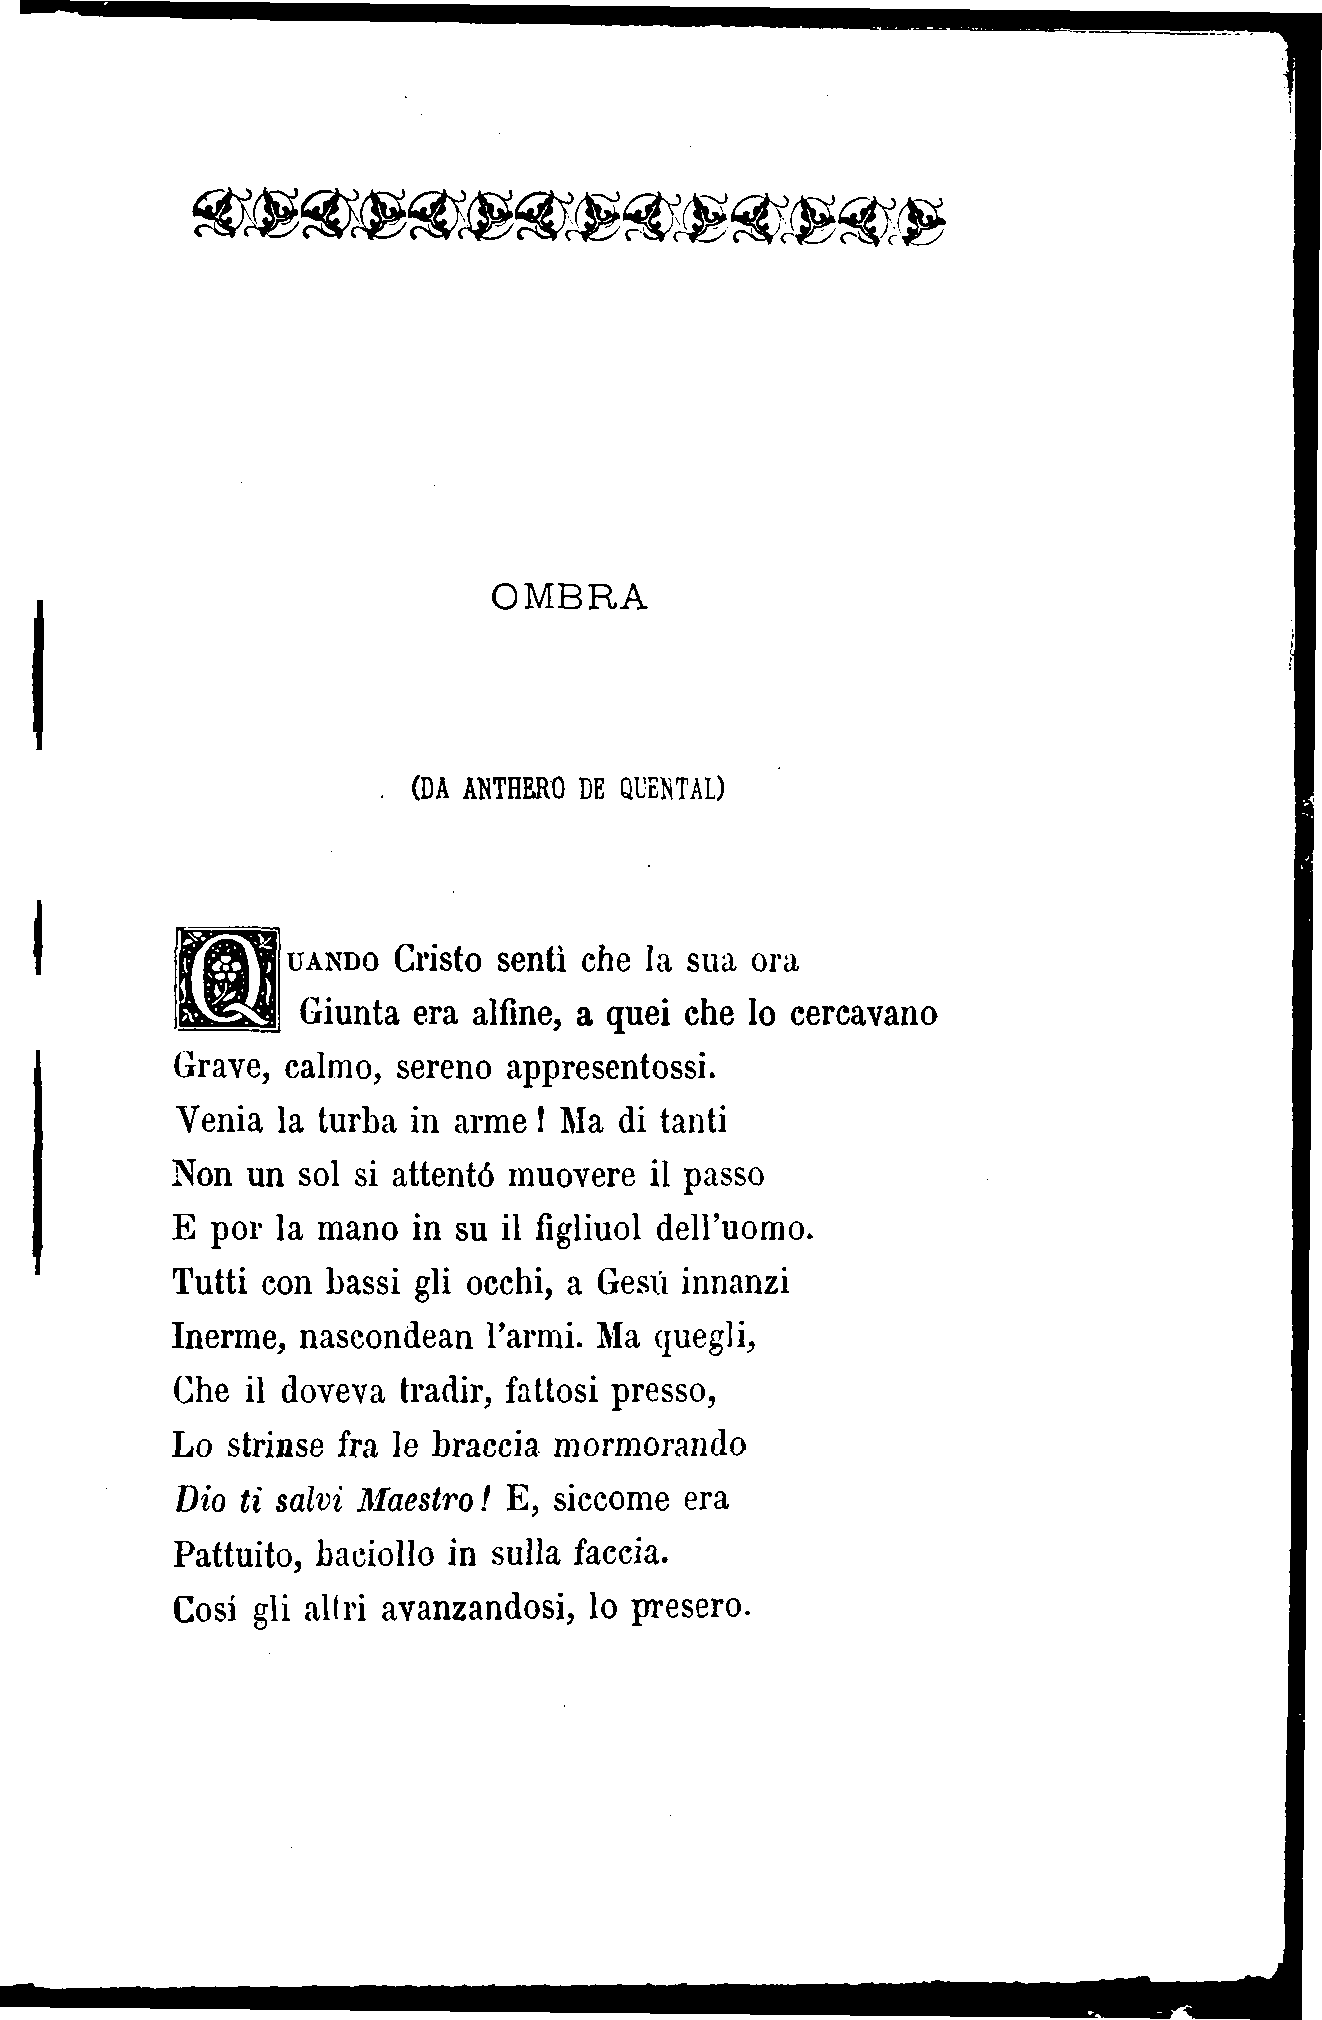 OMBRA
(DA ANTHERO DE QUENTAL)
QUANDO Cristo sentì che la sua ora
Giunta era alfine, a quei che lo cercavano
Grave, calmo, sereno appresentossi.
Venia la turba in arme! Ma di tanti
Non un sol si attentó muovere il passo
E por la mano in su il figliuol dell'uomo.
Tutti con bassi gli occhi, a Gesú innanzi
Inerme, nascondean l'armi. Ma quegli,
Che il doveva tradir, fattosi presso,
Lo strinse fra le braccia mormorando
Dio ti salvi Maestro! E, siccome era
Pattuito, baciollo in sulla faccia.
Cosí gli altri avanzandosi, lo presero.